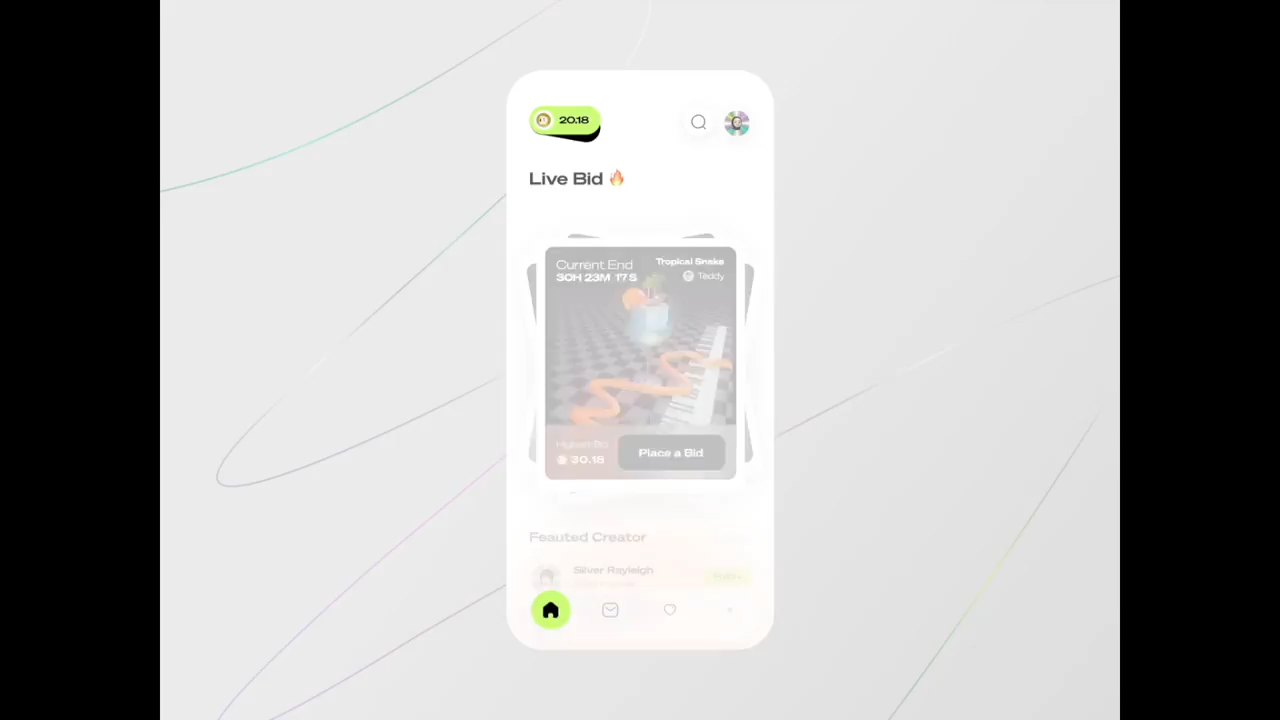 20.18
Live Bid 🔥
Current End
30H 23M 17S
Tropical Snake
Teddy
30.18
Place a Bid
Feauted Creator
Silver Rayleigh